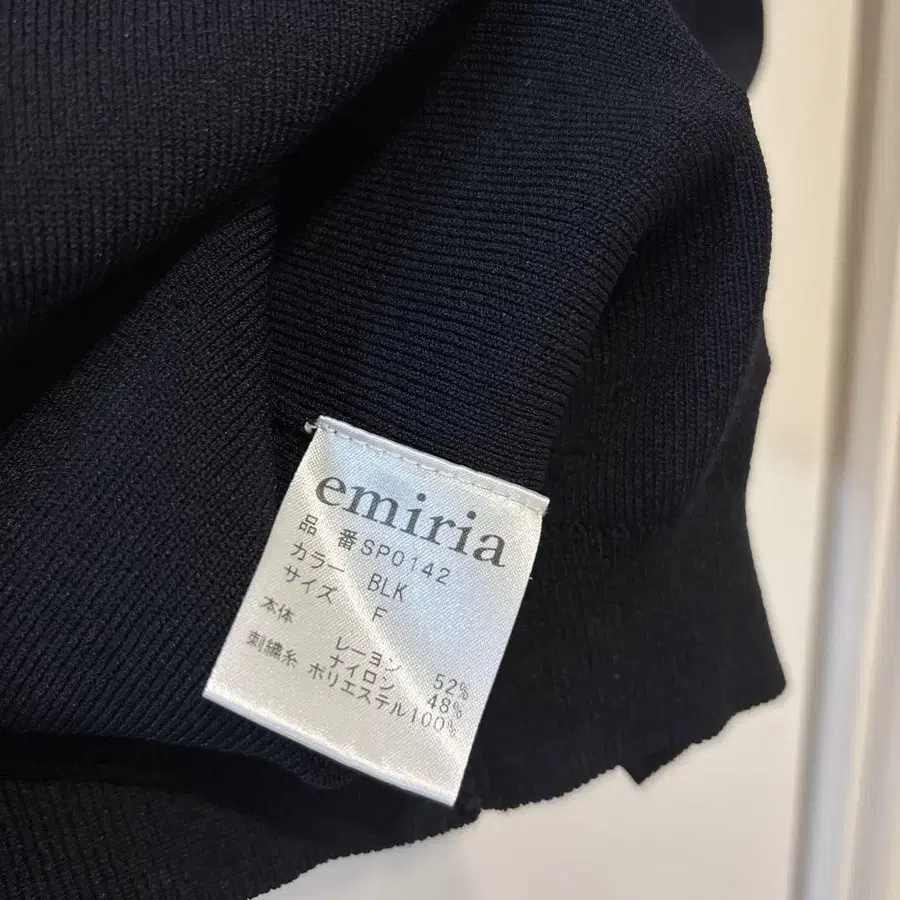 emiria
品 番 SP0142
カラー BLK
サイズ F
本体 レーヨン 52%
ナイロン 48%
刺繍糸 ポリエステル100%